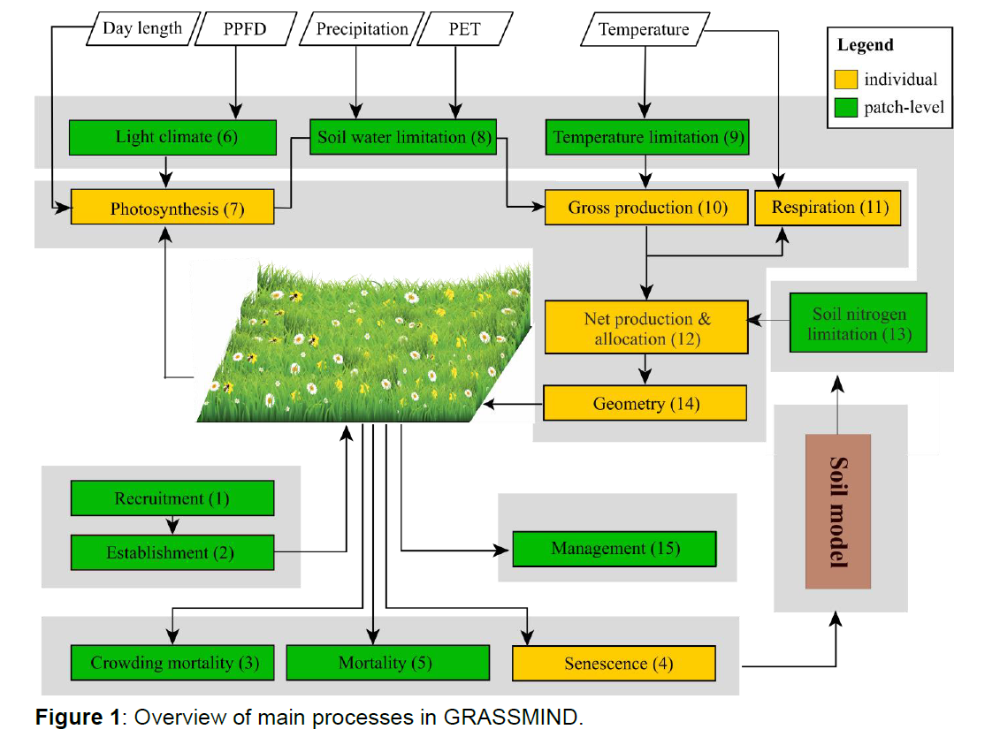 Day length
PPFD
Precipitation
PET
Temperature
Legend
individual
patch-level
Light climate (6)
Soil water limitation (8)
Temperature limitation (9)
Photosynthesis (7)
Gross production (10)
Respiration (11)
Net production &
allocation (12)
Soil nitrogen
limitation (13)
Geometry (14)
Soil model
Recruitment (1)
Establishment (2)
Management (15)
Crowding mortality (3)
Mortality (5)
Senescence (4)
Figure 1: Overview of main processes in GRASSMIND.